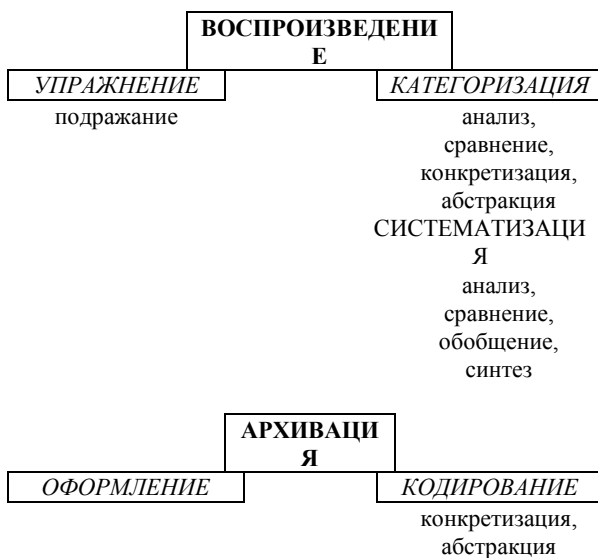 ВОСПРОИЗВЕДЕНИ
Е
УПРАЖНЕНИЕ
КАТЕГОРИЗАЦИЯ
подражание
анализ,
сравнение,
конкретизация,
абстракция
СИСТЕМАТИЗАЦИ
Я
анализ,
сравнение,
обобщение,
синтез
АРХИВАЦИ
Я
ОФОРМЛЕНИЕ
КОДИРОВАНИЕ
конкретизация,
абстракция